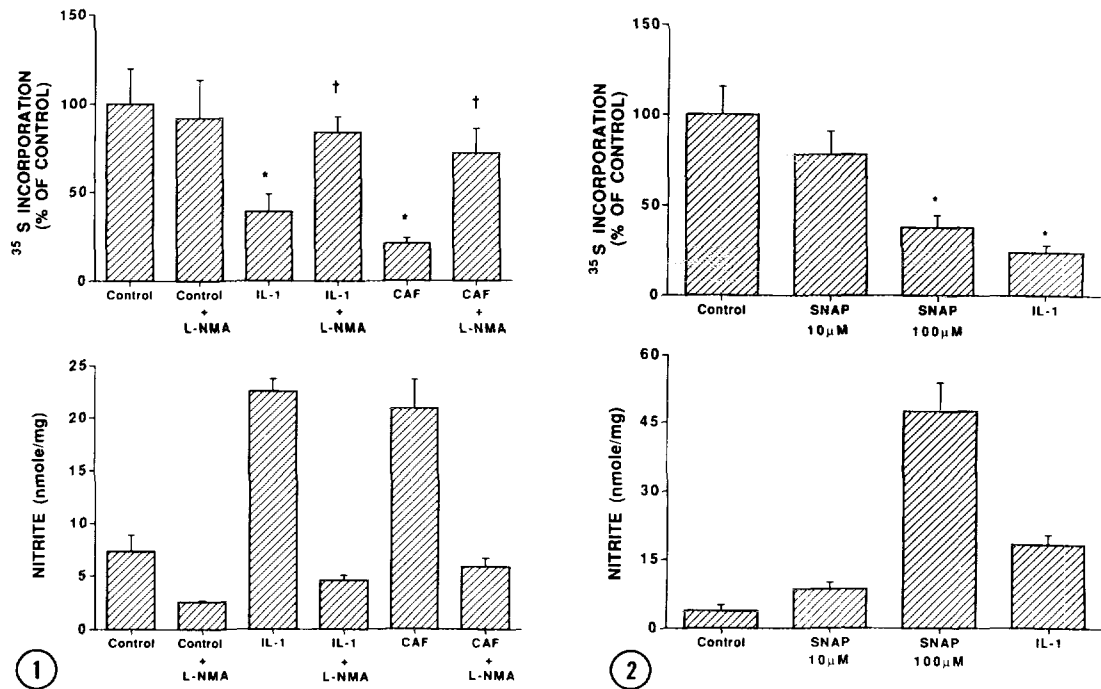 150
100
50
0
35 S INCORPORATION
(% OF CONTROL)
*
†
*
†
Control
Control
+
L-NMA
IL-1
IL-1
+
L-NMA
CAF
CAF
+
L-NMA
25
20
15
10
5
0
NITRITE (nmole/mg)
Control
Control
+
L-NMA
IL-1
IL-1
+
L-NMA
CAF
CAF
+
L-NMA
1
150
100
50
0
35 S INCORPORATION
(% OF CONTROL)
*
*
Control
SNAP
10µM
SNAP
100µM
IL-1
60
45
30
15
0
NITRITE (nmole/mg)
Control
SNAP
10µM
SNAP
100µM
IL-1
2